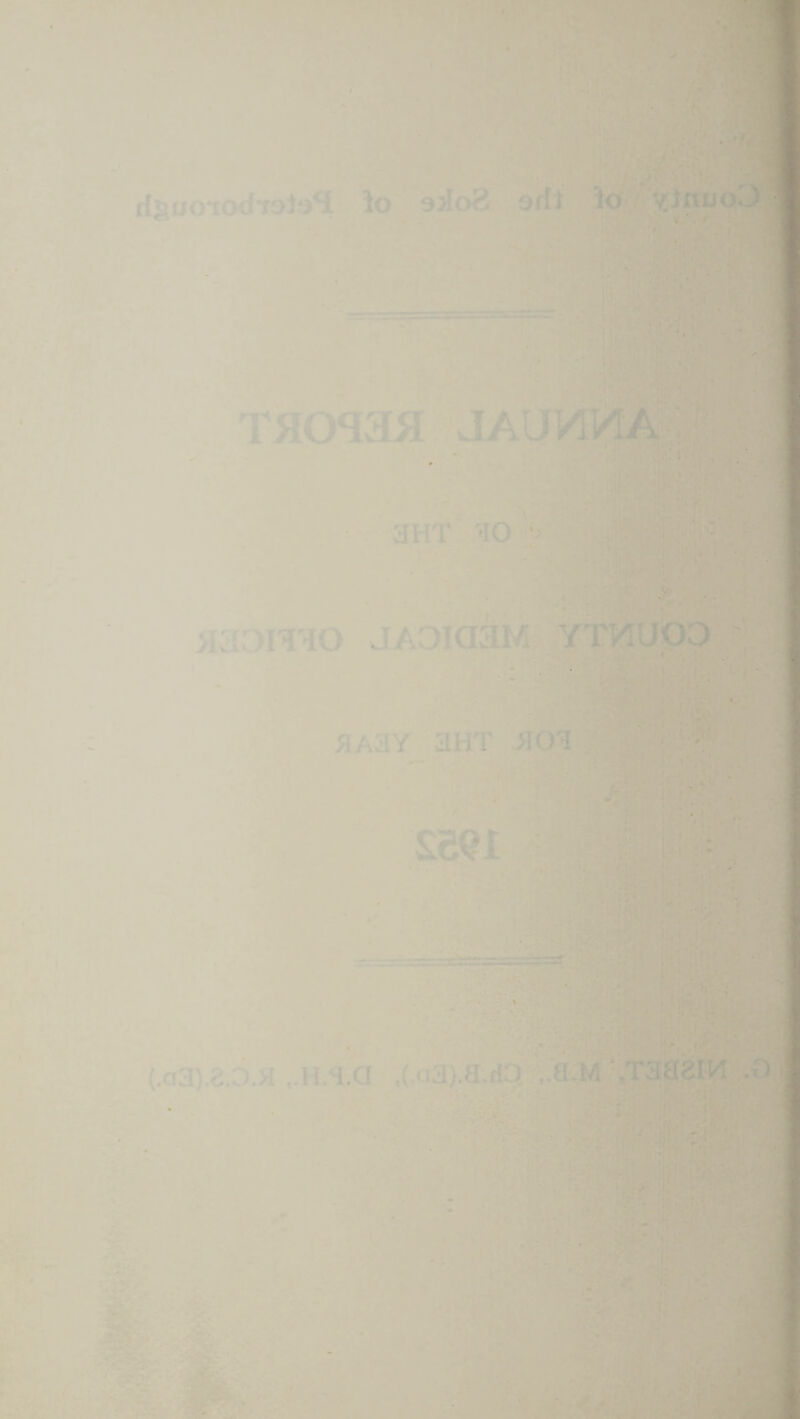 County of the Soke of Peterborough
ANNUAL REPORT
OF THE
COUNTY MEDICAL OFFICER
FOR THE YEAR
1952
G. NISBET, M.B., Ch.B.(Ed.), D.P.H., R.C.S.(Ed.)